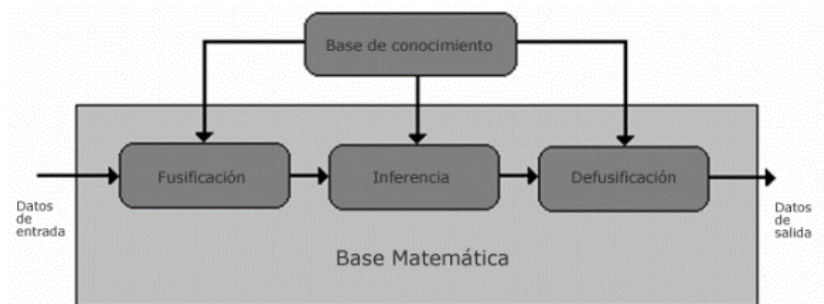 Base de conocimiento
Fusificación
Inferencia
Defusificación
Datos
de
entrada
Datos
de
salida
Base Matemática